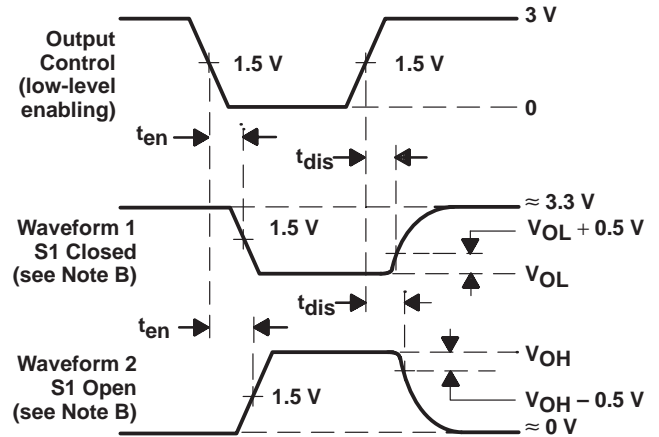 Output
Control
(low-level
enabling)
1.5 V
1.5 V
3 V
0
ten
tdis
Waveform 1
S1 Closed
(see Note B)
1.5 V
≈ 3.3 V
VOL + 0.5 V
VOL
ten
tdis
Waveform 2
S1 Open
(see Note B)
1.5 V
VOH
VOH − 0.5 V
≈ 0 V